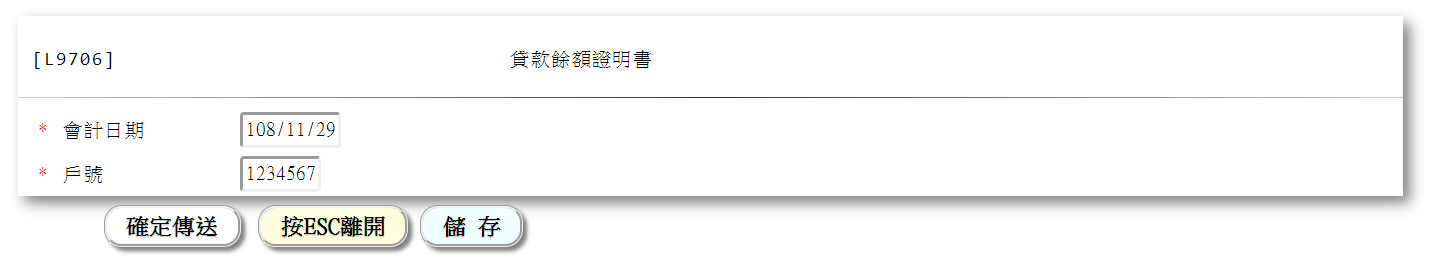 [L9706] 貸款餘額證明書
* 會計日期 108/11/29
* 戶號 1234567
確定傳送 按ESC離開 儲 存